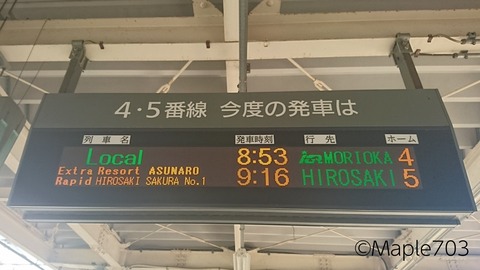 4・5番線 今度の発車は
列車名 発車時刻 行先 ホーム
Local 8:53 MORIOKA 4
Extra Resort ASUNARO
Rapid HIROSAKI SAKURA No.1 9:16 HIROSAKI 5
©Maple703